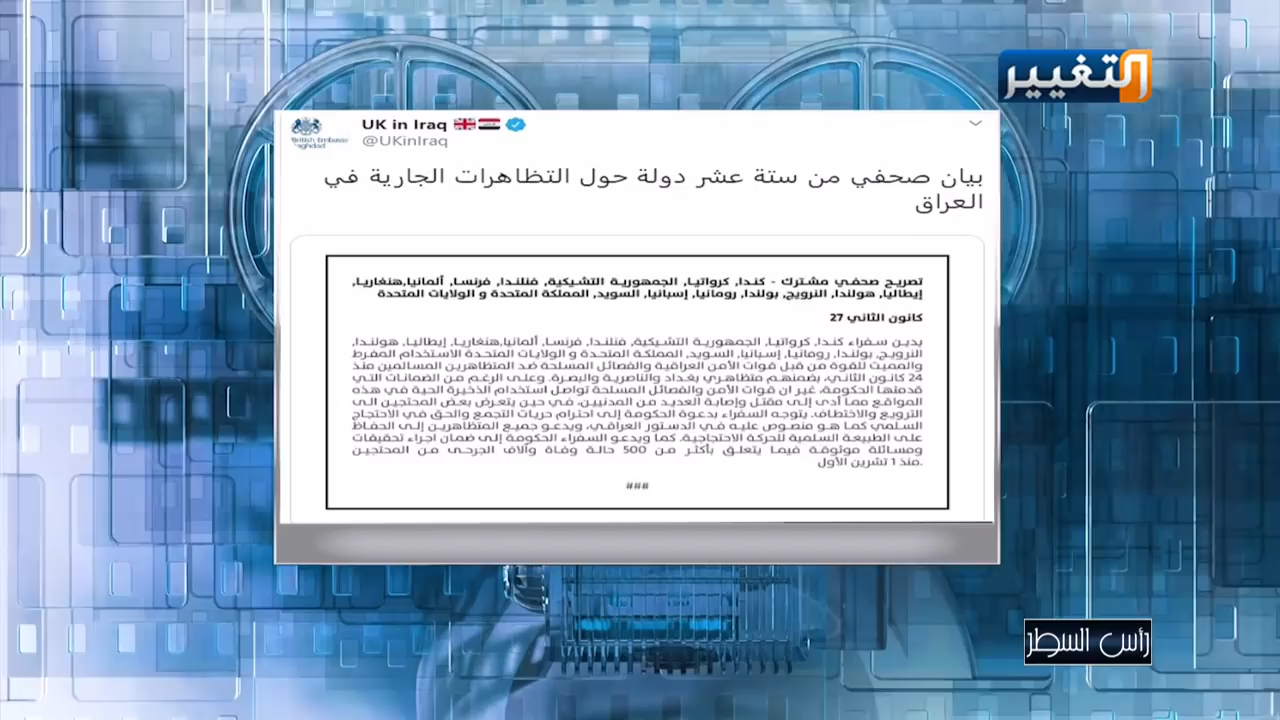 التغيير
UK in Iraq
@UKinIraq
British Embassy
Baghdad
بيان صحفي من ستة عشر دولة حول التظاهرات الجارية في
العراق
تصريح صحفي مشترك - كندا, كرواتيا, الجمهورية التشيكية, فنلندا, فرنسا, ألمانيا,هنغاريا,
إيطاليا, هولندا, النرويج, بولندا, رومانيا, إسبانيا, السويد, المملكة المتحدة و الولايات المتحدة
كانون الثاني 27
يدين سفراء كندا, كرواتيا, الجمهورية التشيكية, فنلندا, فرنسا, ألمانيا,هنغاريا, إيطاليا, هولندا,
النرويج, بولندا, رومانيا, إسبانيا, السويد, المملكة المتحدة و الولايات المتحدة الاستخدام المفرط
والمميت للقوة من قبل قوات الأمن العراقية والفصائل المسلحة ضد المتظاهرين المسالمين منذ
24 كانون الثاني, بضمنهم متظاهري بغداد والناصرية والبصرة. وعلى الرغم من الضمانات التي
قدمتها الحكومة, غير ان قوات الأمن والفصائل المسلحة تواصل استخدام الذخيرة الحية في هذه
المواقع مما أدى إلى مقتل وإصابة العديد من المدنيين, في حين يتعرض بعض المحتجين الى
الترويع والاختطاف. يتوجه السفراء بدعوة الحكومة إلى احترام حريات التجمع والحق في الاحتجاج
السلمي كما هو منصوص عليه في الدستور العراقي, ويدعو جميع المتظاهرين إلى الحفاظ
على الطبيعة السلمية للحركة الاحتجاجية. كما ويدعو السفراء الحكومة إلى ضمان اجراء تحقيقات
ومسائلة موثوقة فيما يتعلق بأكثر من 500 حالة وفاة وآلاف الجرحى من المحتجين
.منذ 1 تشرين الأول
###
رأس السطر